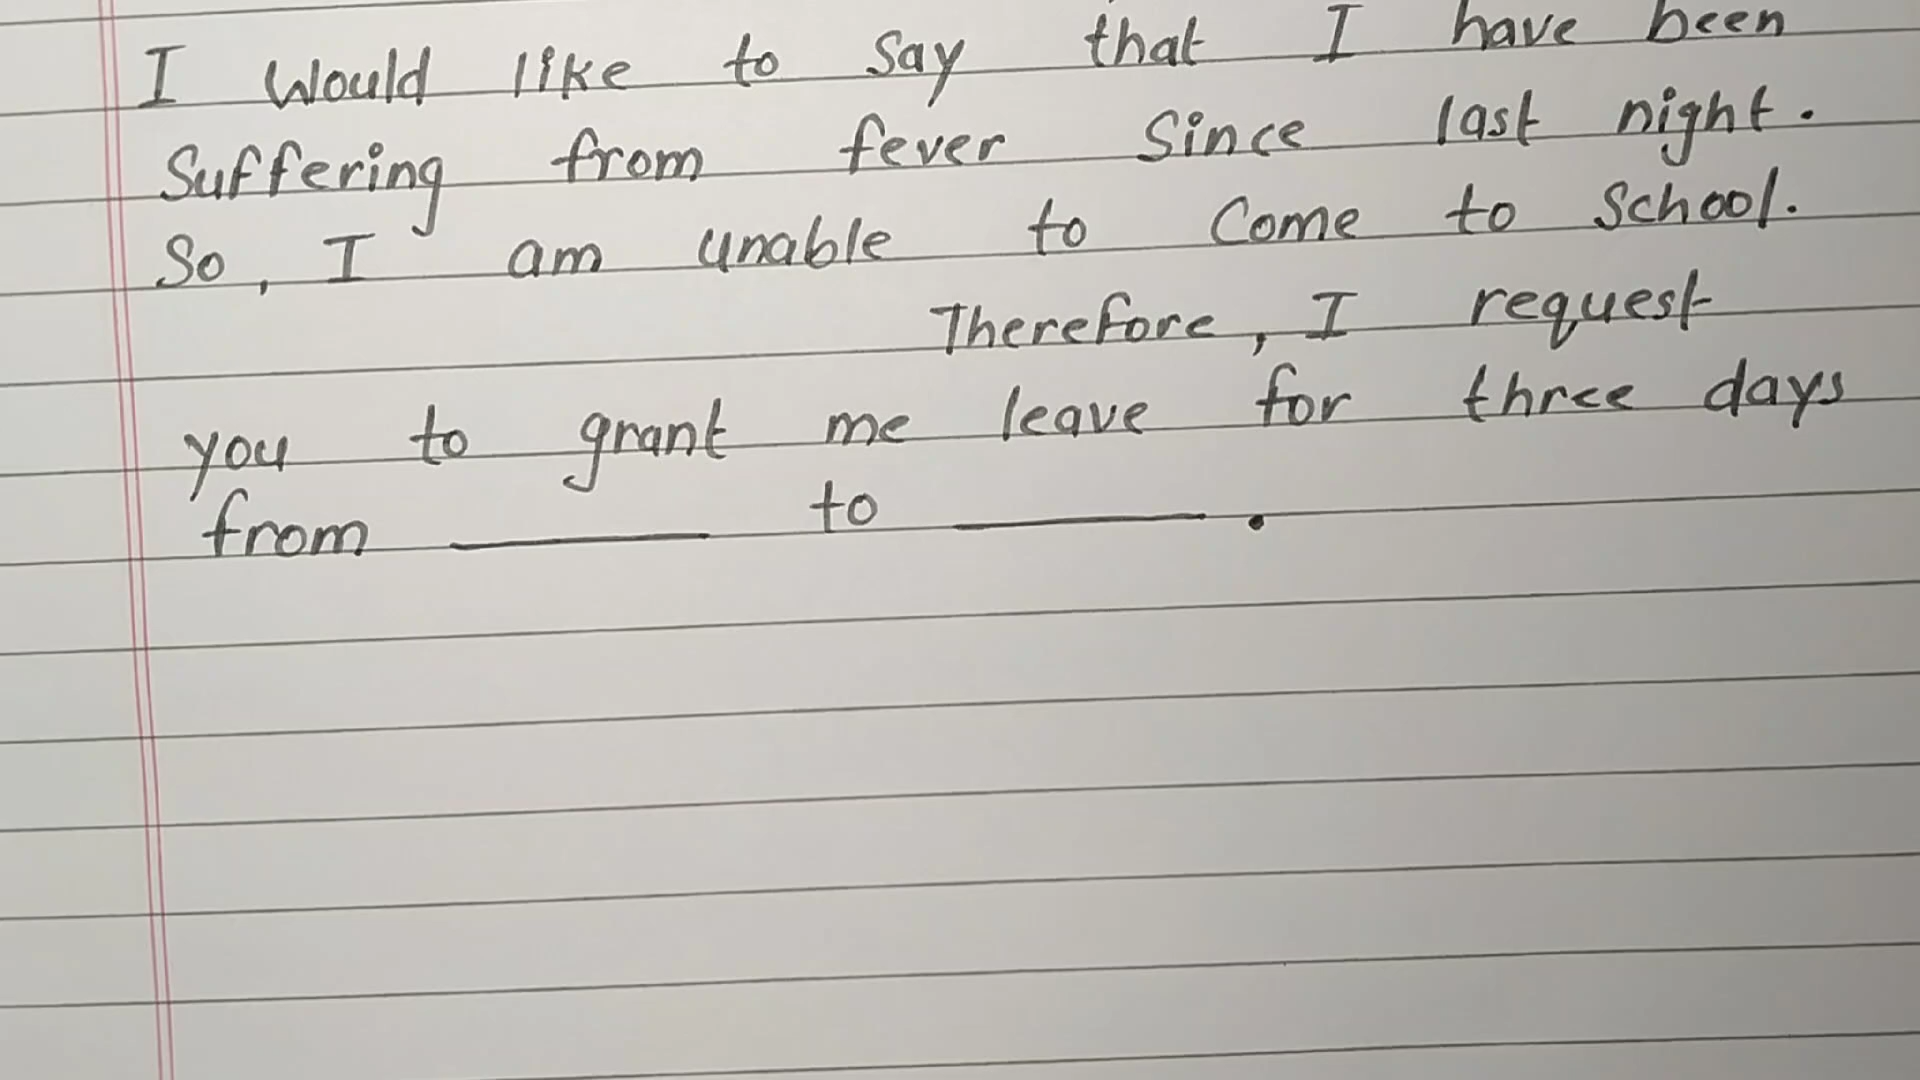 I would like to say that I have been
suffering from fever since last night.
So, I am unable to come to school.
Therefore, I request
you to grant me leave for three days
from ______ to ______.